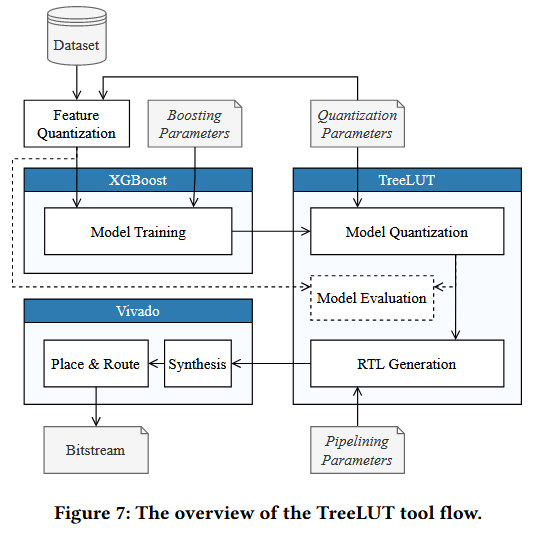 Dataset
Feature
Quantization
Boosting
Parameters
Quantization
Parameters
XGBoost
TreeLUT
Model Training
Model Quantization
Model Evaluation
Vivado
Place & Route
Synthesis
RTL Generation
Bitstream
Pipelining
Parameters
Figure 7: The overview of the TreeLUT tool flow.